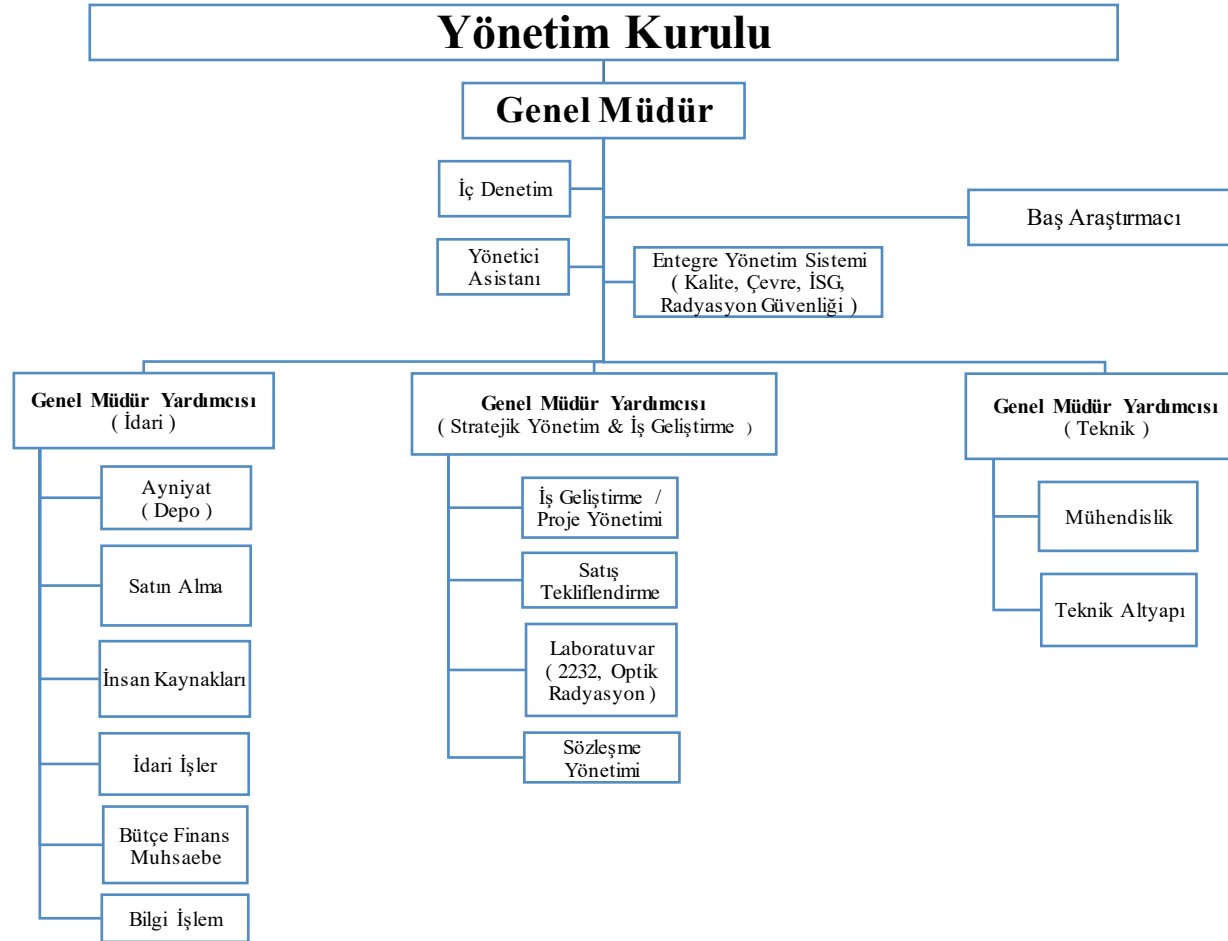 Yönetim Kurulu
Genel Müdür
İç Denetim
Baş Araştırmacı
Yönetici
Asistanı
Entegre Yönetim Sistemi
( Kalite, Çevre, İSG,
Radyasyon Güvenliği )
Genel Müdür Yardımcısı
( İdari )
Ayniyat
( Depo )
Satın Alma
İnsan Kaynakları
İdari İşler
Bütçe Finans
Muhsaebe
Bilgi İşlem
Genel Müdür Yardımcısı
( Stratejik Yönetim & İş Geliştirme )
İş Geliştirme /
Proje Yönetimi
Satış
Tekliflendirme
Laboratuvar
( 2232, Optik
Radyasyon )
Sözleşme
Yönetimi
Genel Müdür Yardımcısı
( Teknik )
Mühendislik
Teknik Altyapı